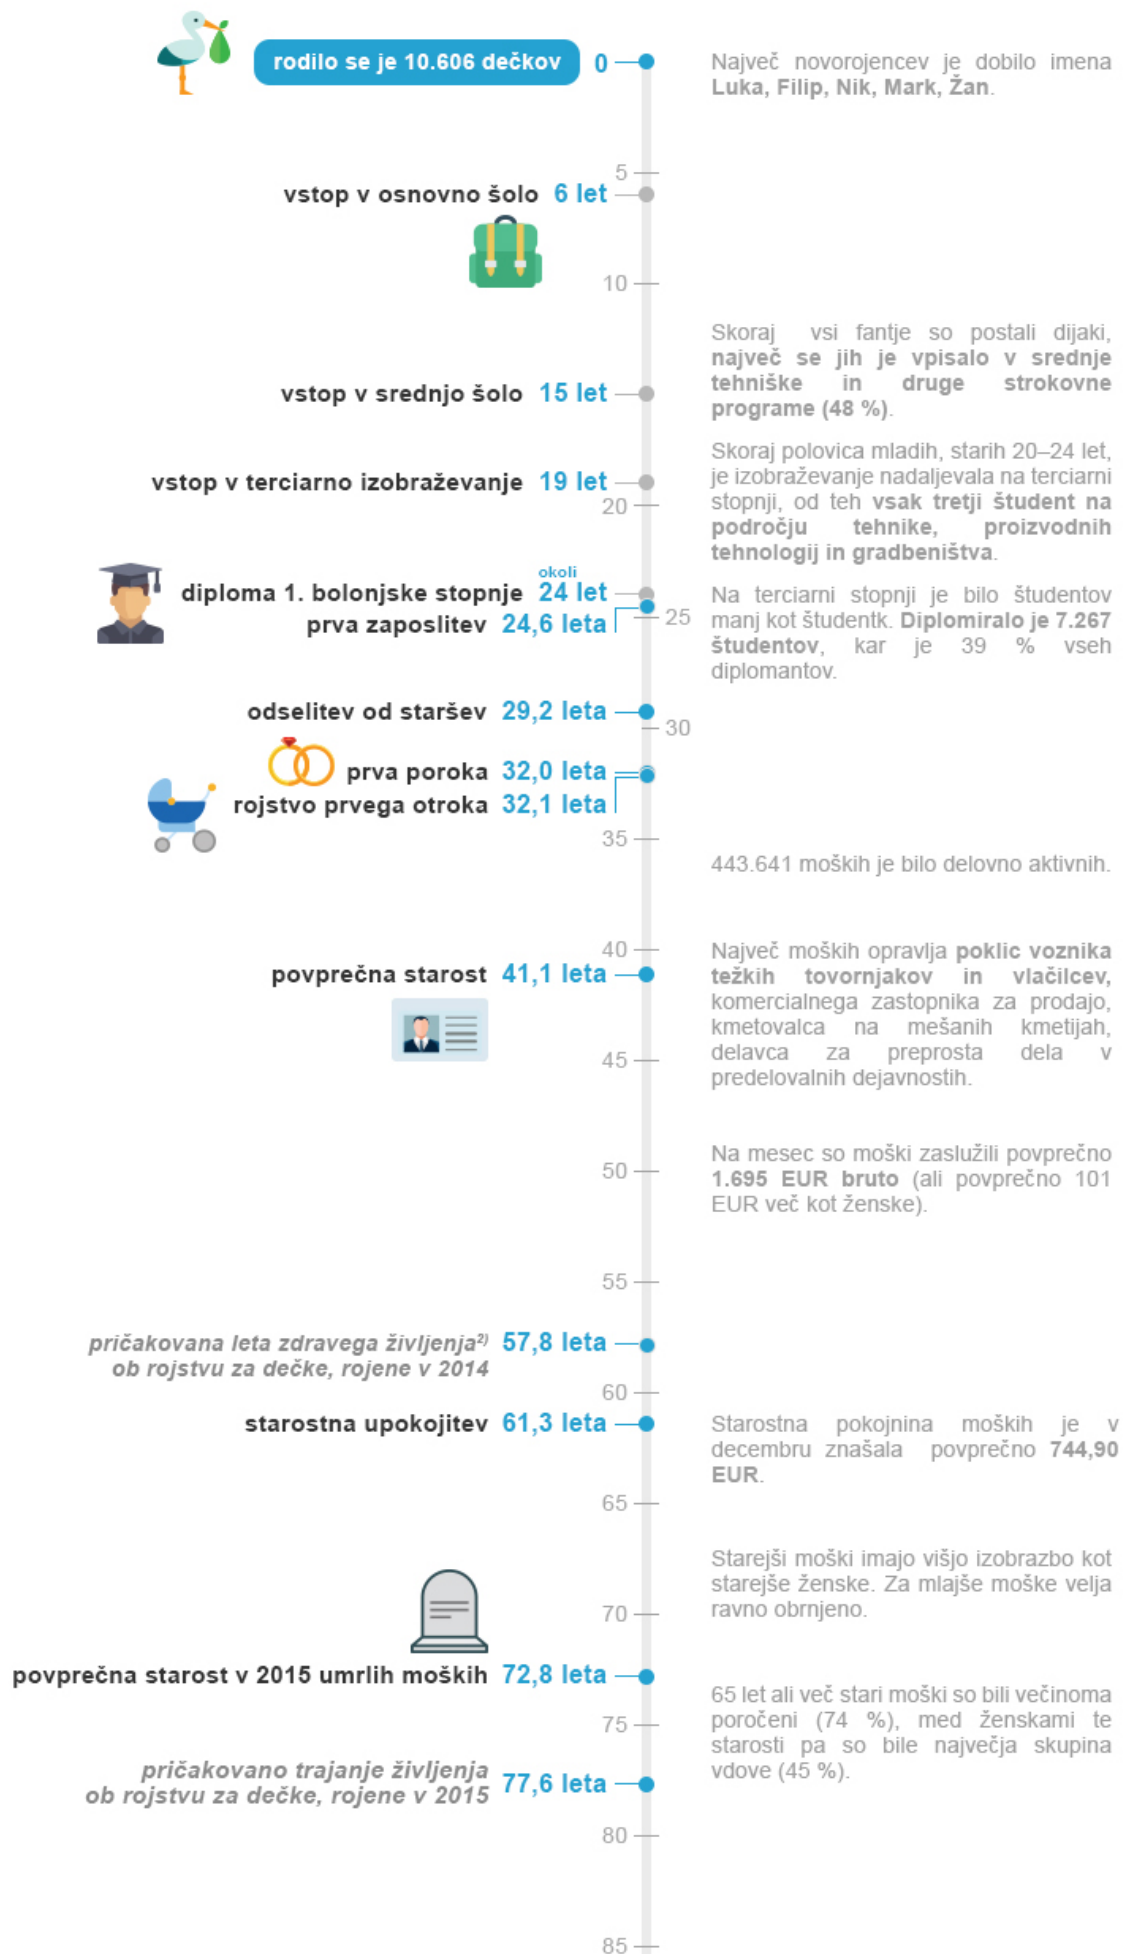 rodilo se je 10.606 dečkov
0
Največ novorojencev je dobilo imena
Luka, Filip, Nik, Mark, Žan.
5
vstop v osnovno šolo 6 let
10
Skoraj vsi fantje so postali dijaki,
največ se jih je vpisalo v srednje
tehniške in druge strokovne
programe (48 %).
vstop v srednjo šolo 15 let
Skoraj polovica mladih, starih 20–24 let,
je izobraževanje nadaljevala na terciarni
stopnji, od teh vsak tretji študent na
področju tehnike, proizvodnih
tehnologij in gradbeništva.
vstop v terciarno izobraževanje 19 let
20
okoli
diploma 1. bolonjske stopnje 24 let
prva zaposlitev 24,6 leta
25
Na terciarni stopnji je bilo študentov
manj kot študentk. Diplomiralo je 7.267
študentov, kar je 39 % vseh
diplomantov.
odselitev od staršev 29,2 leta
30
prva poroka 32,0 leta
rojstvo prvega otroka 32,1 leta
35
443.641 moških je bilo delovno aktivnih.
40
povprečna starost 41,1 leta
Največ moških opravlja poklic voznika
težkih tovornjakov in vlačilcev,
komercialnega zastopnika za prodajo,
kmetovalca na mešanih kmetijah,
delavca za preprosta dela v
predelovalnih dejavnostih.
45
Na mesec so moški zaslužili povprečno
1.695 EUR bruto (ali povprečno 101
EUR več kot ženske).
50
55
pričakovana leta zdravega življenja²⁾ 57,8 leta
ob rojstvu za dečke, rojene v 2014
60
starostna upokojitev 61,3 leta
Starostna pokojnina moških je v
decembru znašala povprečno 744,90
EUR.
65
Starejši moški imajo višjo izobrazbo kot
starejše ženske. Za mlajše moške velja
ravno obrnjeno.
70
povprečna starost v 2015 umrlih moških 72,8 leta
65 let ali več stari moški so bili večinoma
poročeni (74 %), med ženskami te
starosti pa so bile največja skupina
vdove (45 %).
75
pričakovano trajanje življenja
ob rojstvu za dečke, rojene v 2015 77,6 leta
80
85